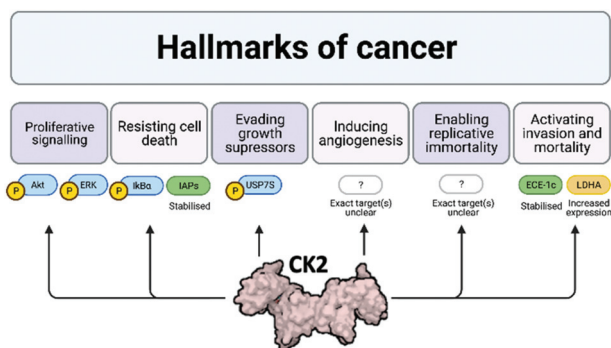 Hallmarks of cancer
Proliferative
signalling
Resisting cell
death
Evading
growth
supressors
Inducing
angiogenesis
Enabling
replicative
immortality
Activating
invasion and
mortality
P Akt
P ERK
P IkBα
IAPs
Stabilised
P USP7S
?
Exact target(s)
unclear
?
Exact target(s)
unclear
ECE-1c
Stabilised
LDHA
Increased
expression
CK2